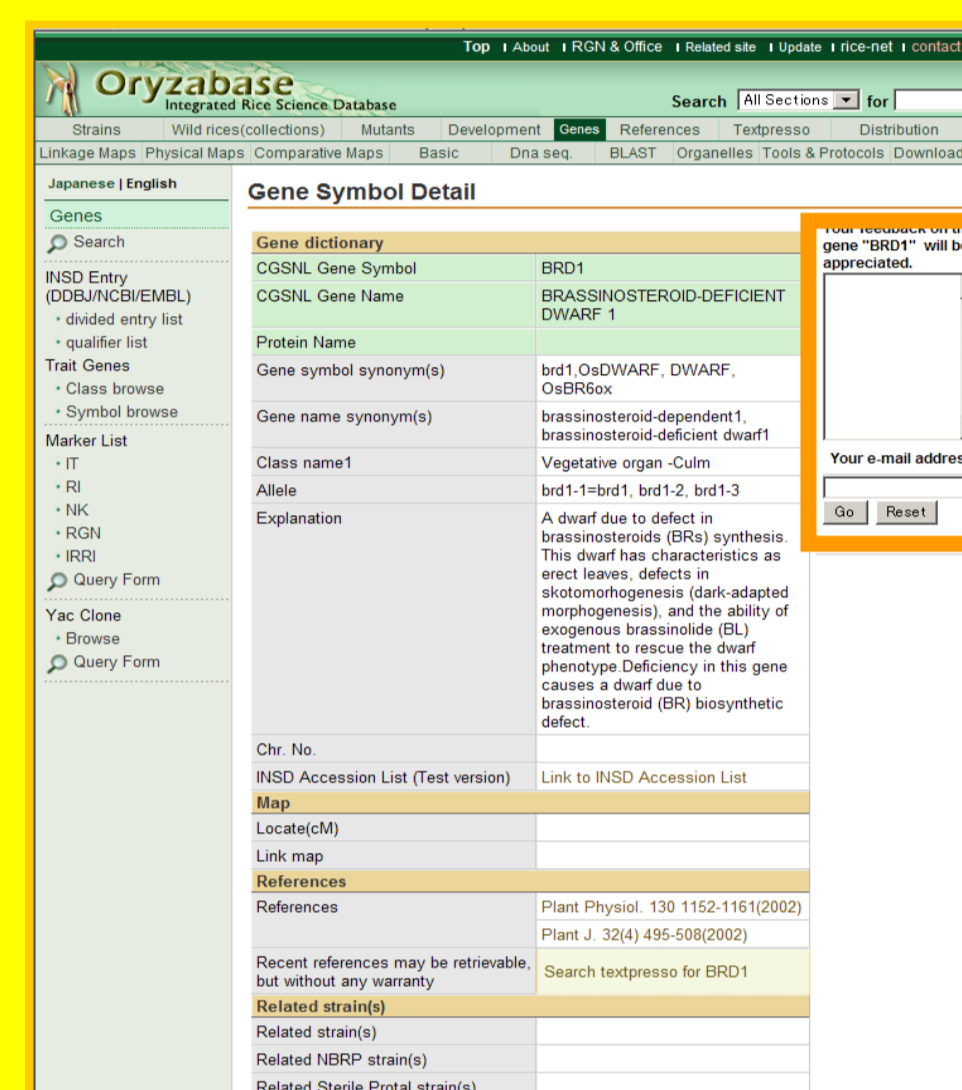 Top ı About ı RGN & Office ı Related site ı Update ı rice-net ı contact
Oryzabase
Integrated Rice Science Database
Search All Sections for
Strains Wild rices(collections) Mutants Development Genes References Textpresso Distribution
Linkage Maps Physical Maps Comparative Maps Basic Dna seq. BLAST Organelles Tools & Protocols Download
Japanese | English
Genes
Search
INSD Entry
(DDBJ/NCBI/EMBL)
• divided entry list
• qualifier list
Trait Genes
• Class browse
• Symbol browse
Marker List
• IT
• RI
• NK
• RGN
• IRRI
Query Form
Yac Clone
• Browse
Query Form
Gene Symbol Detail
Gene dictionary
CGSNL Gene Symbol BRD1
CGSNL Gene Name BRASSINOSTEROID-DEFICIENT
DWARF 1
Protein Name
Gene symbol synonym(s) brd1,OsDWARF, DWARF,
OsBR6ox
Gene name synonym(s) brassinosteroid-dependent1,
brassinosteroid-deficient dwarf1
Class name1 Vegetative organ -Culm
Allele brd1-1=brd1, brd1-2, brd1-3
Explanation A dwarf due to defect in
brassinosteroids (BRs) synthesis.
This dwarf has characteristics as
erect leaves, defects in
skotomorhogenesis (dark-adapted
morphogenesis), and the ability of
exogenous brassinolide (BL)
treatment to rescue the dwarf
phenotype.Deficiency in this gene
causes a dwarf due to
brassinosteroid (BR) biosynthetic
defect.
Chr. No.
INSD Accession List (Test version) Link to INSD Accession List
Map
Locate(cM)
Link map
References
References Plant Physiol. 130 1152-1161(2002)
Plant J. 32(4) 495-508(2002)
Recent references may be retrievable,
but without any warranty Search textpresso for BRD1
Related strain(s)
Related strain(s)
Related NBRP strain(s)
Related Sterile Protal strain(s)
Your feedback on
gene "BRD1" will
appreciated.
Your e-mail
Go Reset